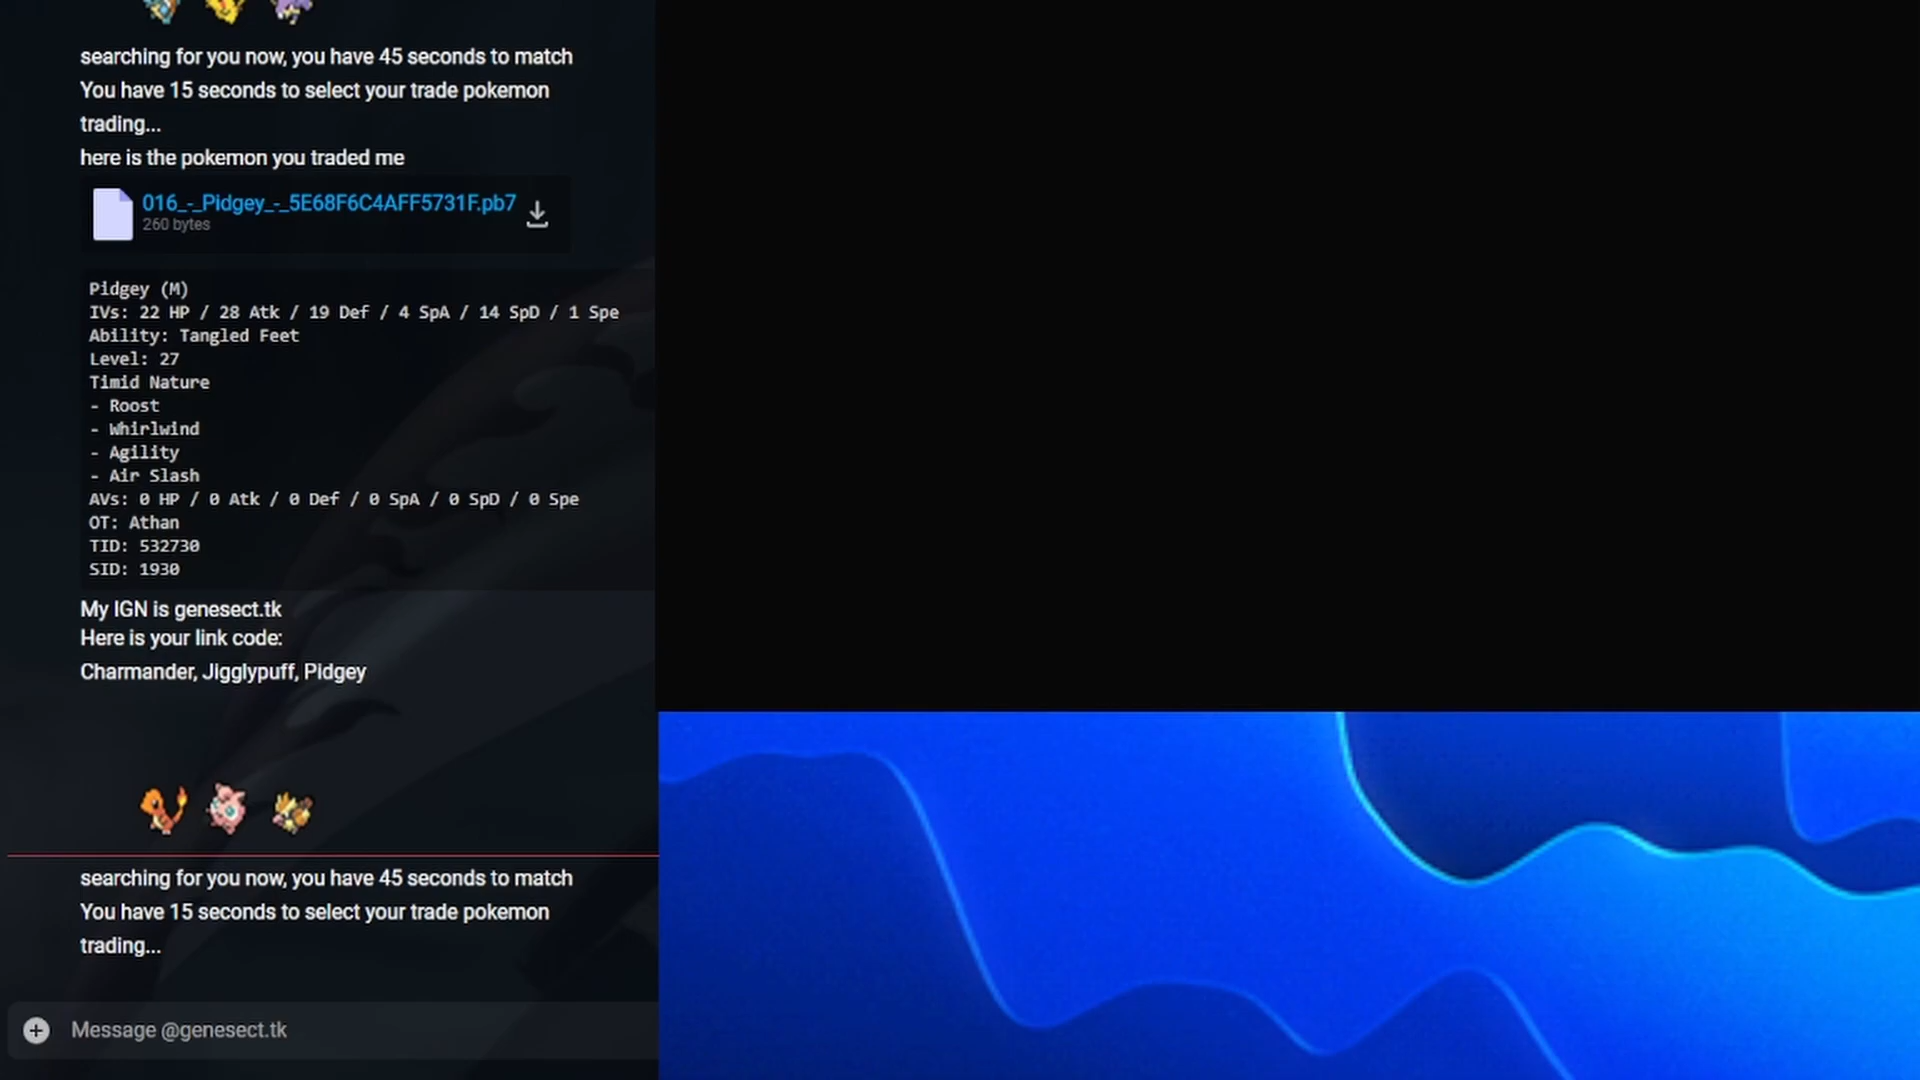 searching for you now, you have 45 seconds to match
You have 15 seconds to select your trade pokemon
trading...
here is the pokemon you traded me
016_-_Pidgey_-_5E68F6C4AFF5731F.pb7
260 bytes
Pidgey (M)
IVs: 22 HP / 28 Atk / 19 Def / 4 SpA / 14 SpD / 1 Spe
Ability: Tangled Feet
Level: 27
Timid Nature
- Roost
- Whirlwind
- Agility
- Air Slash
AVs: 0 HP / 0 Atk / 0 Def / 0 SpA / 0 SpD / 0 Spe
OT: Athan
TID: 532730
SID: 1930
My IGN is genesect.tk
Here is your link code:
Charmander, Jigglypuff, Pidgey
searching for you now, you have 45 seconds to match
You have 15 seconds to select your trade pokemon
trading...
Message @genesect.tk